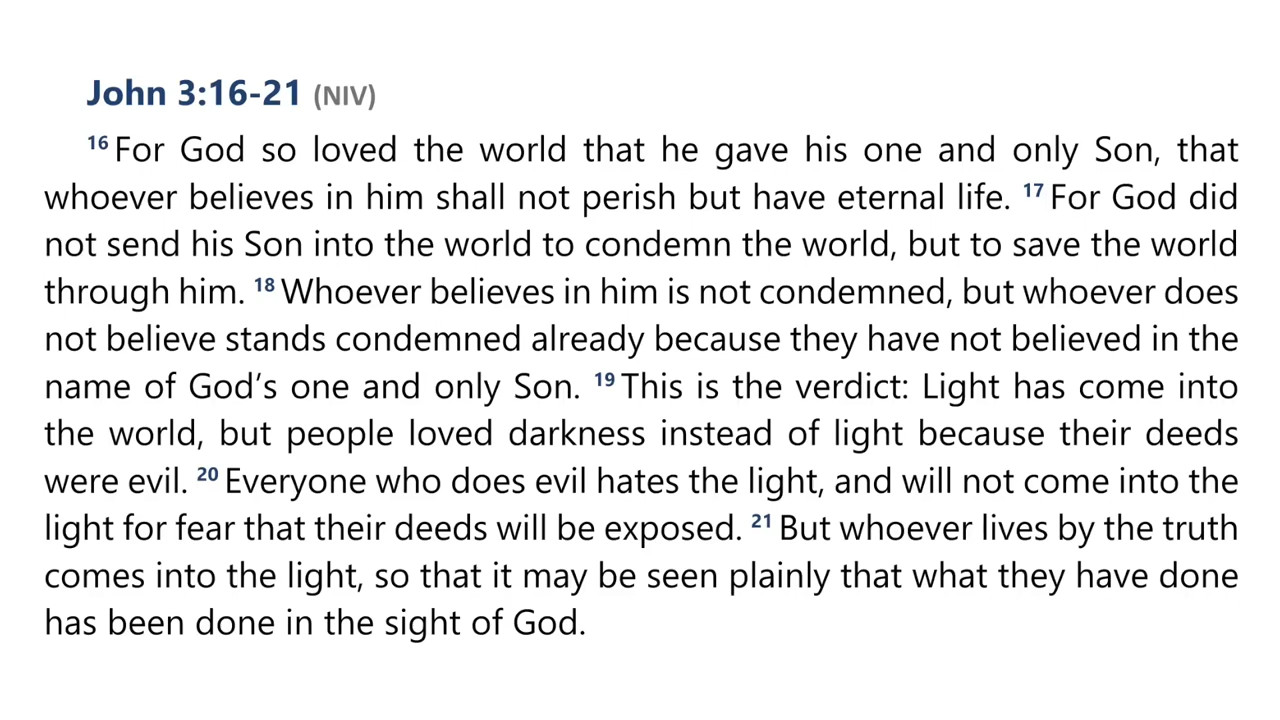 John 3:16-21 (NIV)
16 For God so loved the world that he gave his one and only Son, that
whoever believes in him shall not perish but have eternal life. 17 For God did
not send his Son into the world to condemn the world, but to save the world
through him. 18 Whoever believes in him is not condemned, but whoever does
not believe stands condemned already because they have not believed in the
name of God’s one and only Son. 19 This is the verdict: Light has come into
the world, but people loved darkness instead of light because their deeds
were evil. 20 Everyone who does evil hates the light, and will not come into the
light for fear that their deeds will be exposed. 21 But whoever lives by the truth
comes into the light, so that it may be seen plainly that what they have done
has been done in the sight of God.